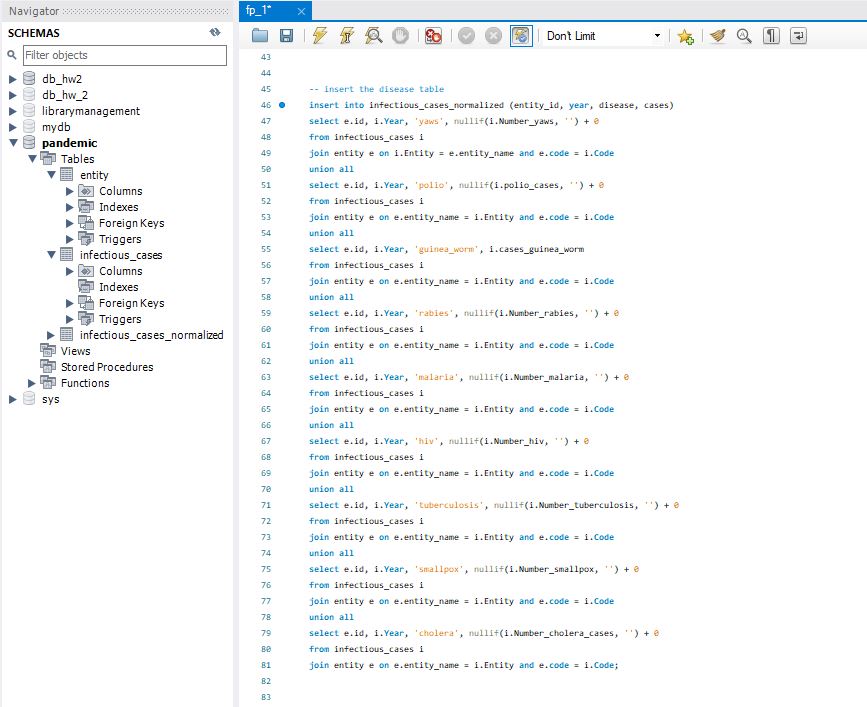 Navigator
SCHEMAS
Filter objects
db_hw2
db_hw_2
librarymanagement
mydb
pandemic
Tables
entity
Columns
Indexes
Foreign Keys
Triggers
infectious_cases
Columns
Indexes
Foreign Keys
Triggers
infectious_cases_normalized
Views
Stored Procedures
Functions
sys
fp_1*
Don't Limit
43
44
45 -- insert the disease table
46 insert into infectious_cases_normalized (entity_id, year, disease, cases)
47 select e.id, i.Year, 'yaws', nullif(i.Number_yaws, '') + 0
48 from infectious_cases i
49 join entity e on i.Entity = e.entity_name and e.code = i.Code
50 union all
51 select e.id, i.Year, 'polio', nullif(i.polio_cases, '') + 0
52 from infectious_cases i
53 join entity e on e.entity_name = i.Entity and e.code = i.Code
54 union all
55 select e.id, i.Year, 'guinea_worm', i.cases_guinea_worm
56 from infectious_cases i
57 join entity e on e.entity_name = i.Entity and e.code = i.Code
58 union all
59 select e.id, i.Year, 'rabies', nullif(i.Number_rabies, '') + 0
60 from infectious_cases i
61 join entity e on e.entity_name = i.Entity and e.code = i.Code
62 union all
63 select e.id, i.Year, 'malaria', nullif(i.Number_malaria, '') + 0
64 from infectious_cases i
65 join entity e on e.entity_name = i.Entity and e.code = i.Code
66 union all
67 select e.id, i.Year, 'hiv', nullif(i.Number_hiv, '') + 0
68 from infectious_cases i
69 join entity e on e.entity_name = i.Entity and e.code = i.Code
70 union all
71 select e.id, i.Year, 'tuberculosis', nullif(i.Number_tuberculosis, '') + 0
72 from infectious_cases i
73 join entity e on e.entity_name = i.Entity and e.code = i.Code
74 union all
75 select e.id, i.Year, 'smallpox', nullif(i.Number_smallpox, '') + 0
76 from infectious_cases i
77 join entity e on e.entity_name = i.Entity and e.code = i.Code
78 union all
79 select e.id, i.Year, 'cholera', nullif(i.Number_cholera_cases, '') + 0
80 from infectious_cases i
81 join entity e on e.entity_name = i.Entity and e.code = i.Code;
82
83